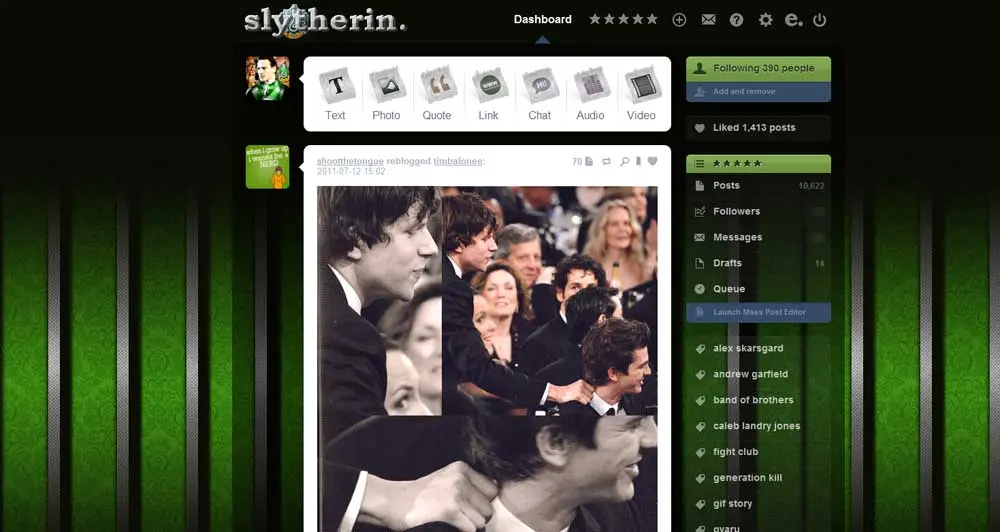 slytherin.
Dashboard
Text
Photo
Quote
Link
Chat
Audio
Video
T
www
Hi!
Following 390 people
Add and remove
Liked 1,413 posts
when i grow up
i wanna be a
NERD
shootthetongue reblogged timbalonee:
2011-07-12 15:02
70
Posts 10,622
Followers
Messages
Drafts 14
Queue
Launch Mass Post Editor
alex skarsgard
andrew garfield
band of brothers
caleb landry jones
fight club
generation kill
gif story
gyaru